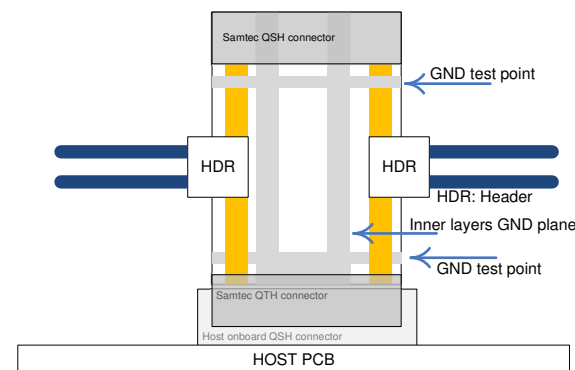 Samtec QSH connector
GND test point
HDR
HDR
HDR: Header
Inner layers GND plane
GND test point
Samtec QTH connector
Host onboard QSH connector
HOST PCB